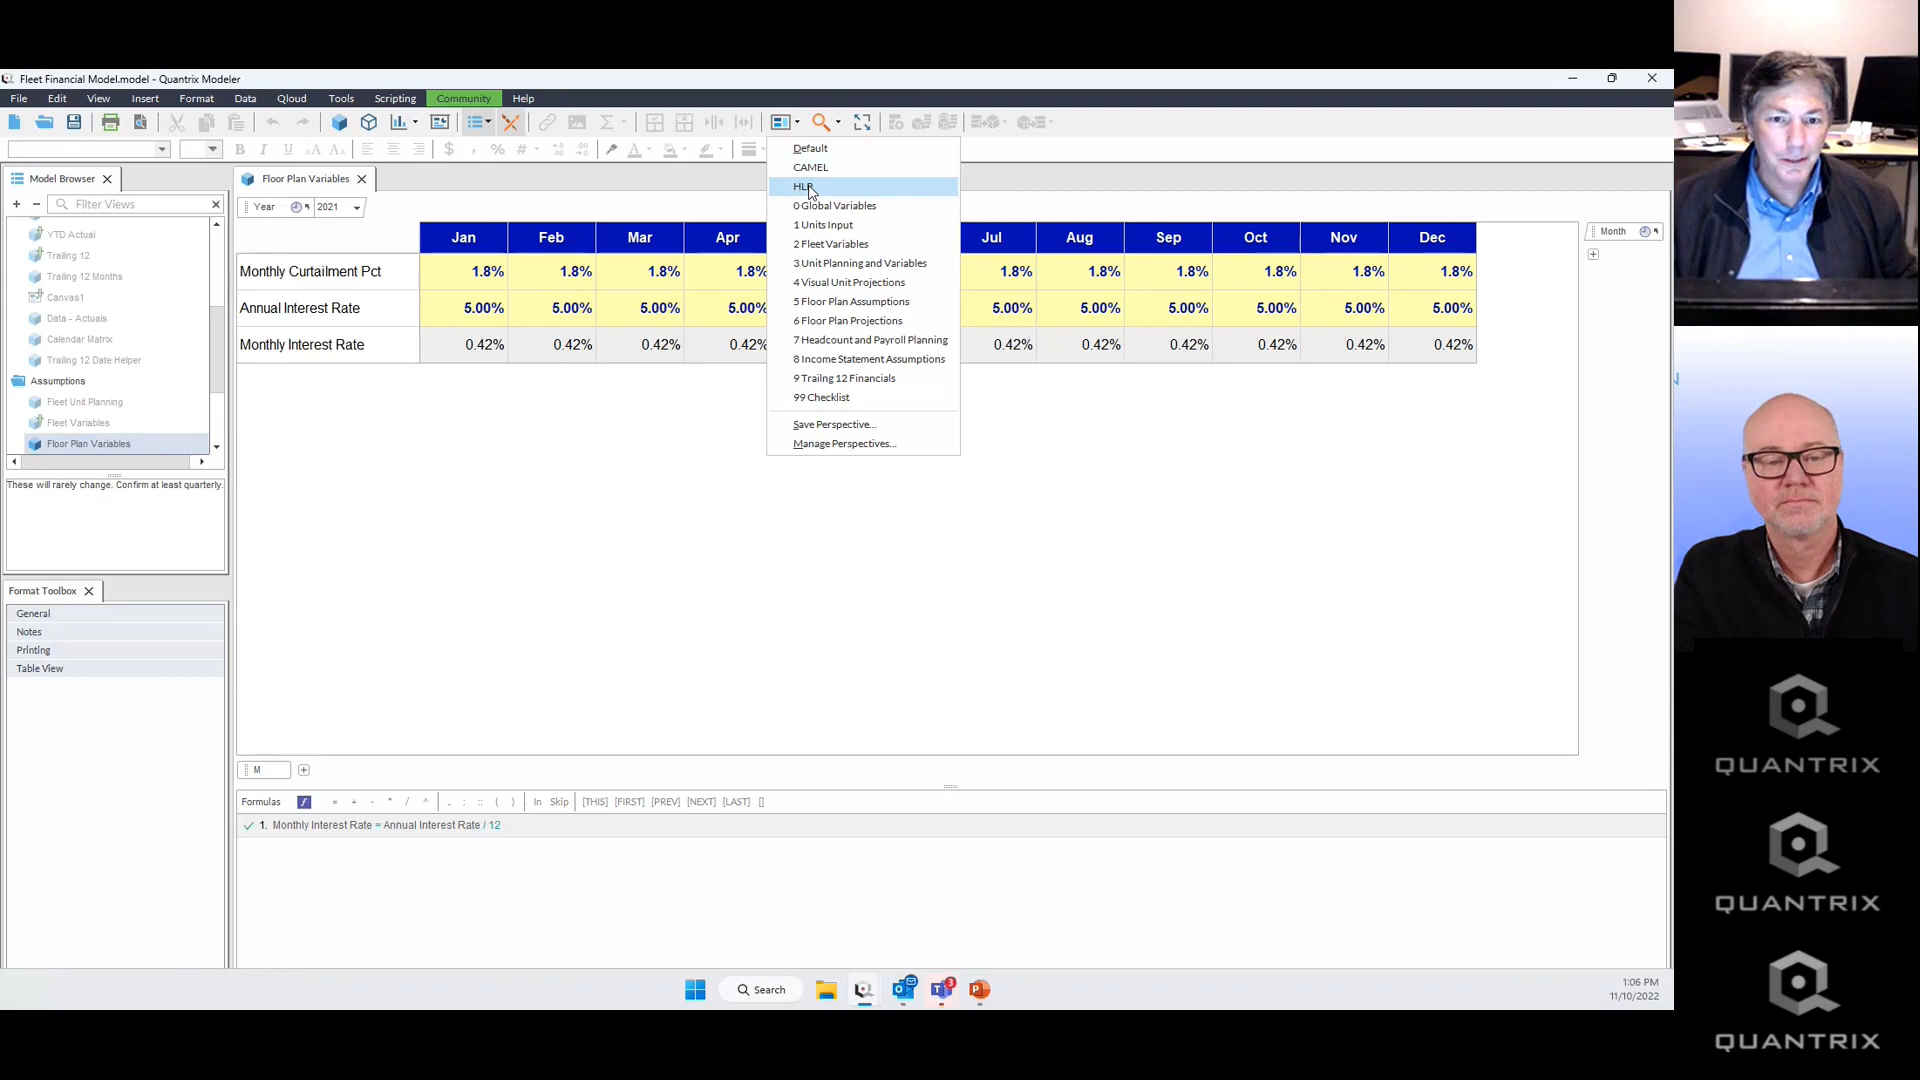 Fleet Financial Model.model - Quantrix Modeler
File Edit View Insert Format Data Qloud Tools Scripting Community Help
Model Browser
Filter Views
YTD Actual
Trailing 12
Trailing 12 Months
Canvas1
Data - Actuals
Calendar Matrix
Trailing 12 Date Helper
Assumptions
Fleet Unit Planning
Fleet Variables
Floor Plan Variables
These will rarely change. Confirm at least quarterly.
Format Toolbox
General
Notes
Printing
Table View
Floor Plan Variables
Year 2021
Jan Feb Mar Apr Jul Aug Sep Oct Nov Dec
Monthly Curtailment Pct 1.8% 1.8% 1.8% 1.8% 1.8% 1.8% 1.8% 1.8% 1.8% 1.8%
Annual Interest Rate 5.00% 5.00% 5.00% 5.00% 5.00% 5.00% 5.00% 5.00% 5.00% 5.00%
Monthly Interest Rate 0.42% 0.42% 0.42% 0.42% 0.42% 0.42% 0.42% 0.42% 0.42% 0.42%
Month
Default
CAMEL
0 Global Variables
1 Units Input
2 Fleet Variables
3 Unit Planning and Variables
4 Visual Unit Projections
5 Floor Plan Assumptions
6 Floor Plan Projections
7 Headcount and Payroll Planning
8 Income Statement Assumptions
9 Trailng 12 Financials
99 Checklist
Save Perspective...
Manage Perspectives...
M
Formulas f = + - * / ^ .. : :: ( ) In Skip [THIS] [FIRST] [PREV] [NEXT] [LAST] []
1. Monthly Interest Rate = Annual Interest Rate / 12
Search
3
1:06 PM
11/10/2022
QUANTRIX
QUANTRIX
QUANTRIX